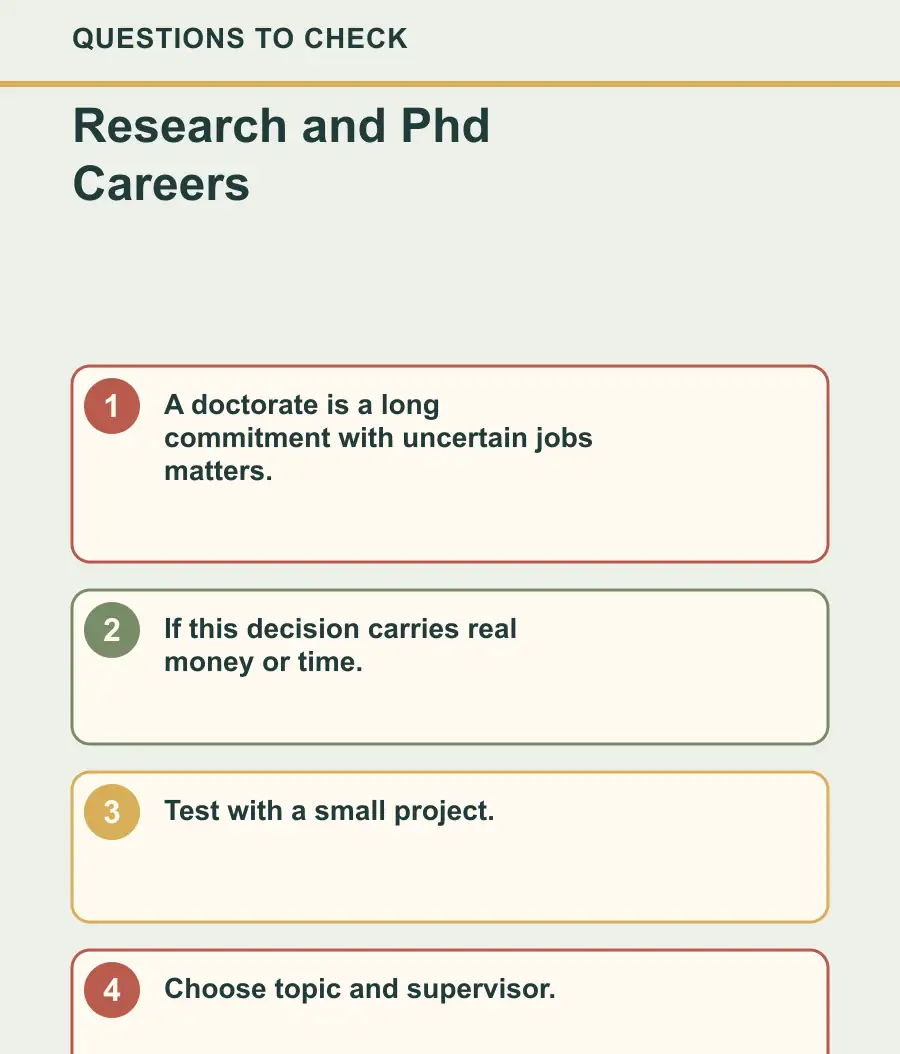 QUESTIONS TO CHECK
Research and Phd
Careers
1
A doctorate is a long
commitment with uncertain jobs
matters.
2
If this decision carries real
money or time.
3
Test with a small project.
4
Choose topic and supervisor.